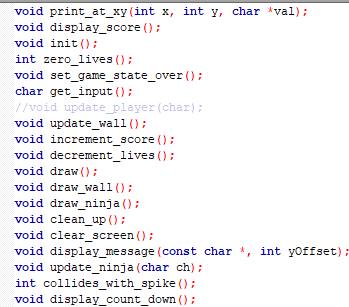 void print_at_xy(int x, int y, char *val);
void display_score();
void init();
int zero_lives();
void set_game_state_over();
char get_input();
//void update_player(char);
void update_wall();
void increment_score();
void decrement_lives();
void draw();
void draw_wall();
void draw_ninja();
void clean_up();
void clear_screen();
void display_message(const char *, int yOffset);
void update_ninja(char ch);
int collides_with_spike();
void display_count_down();